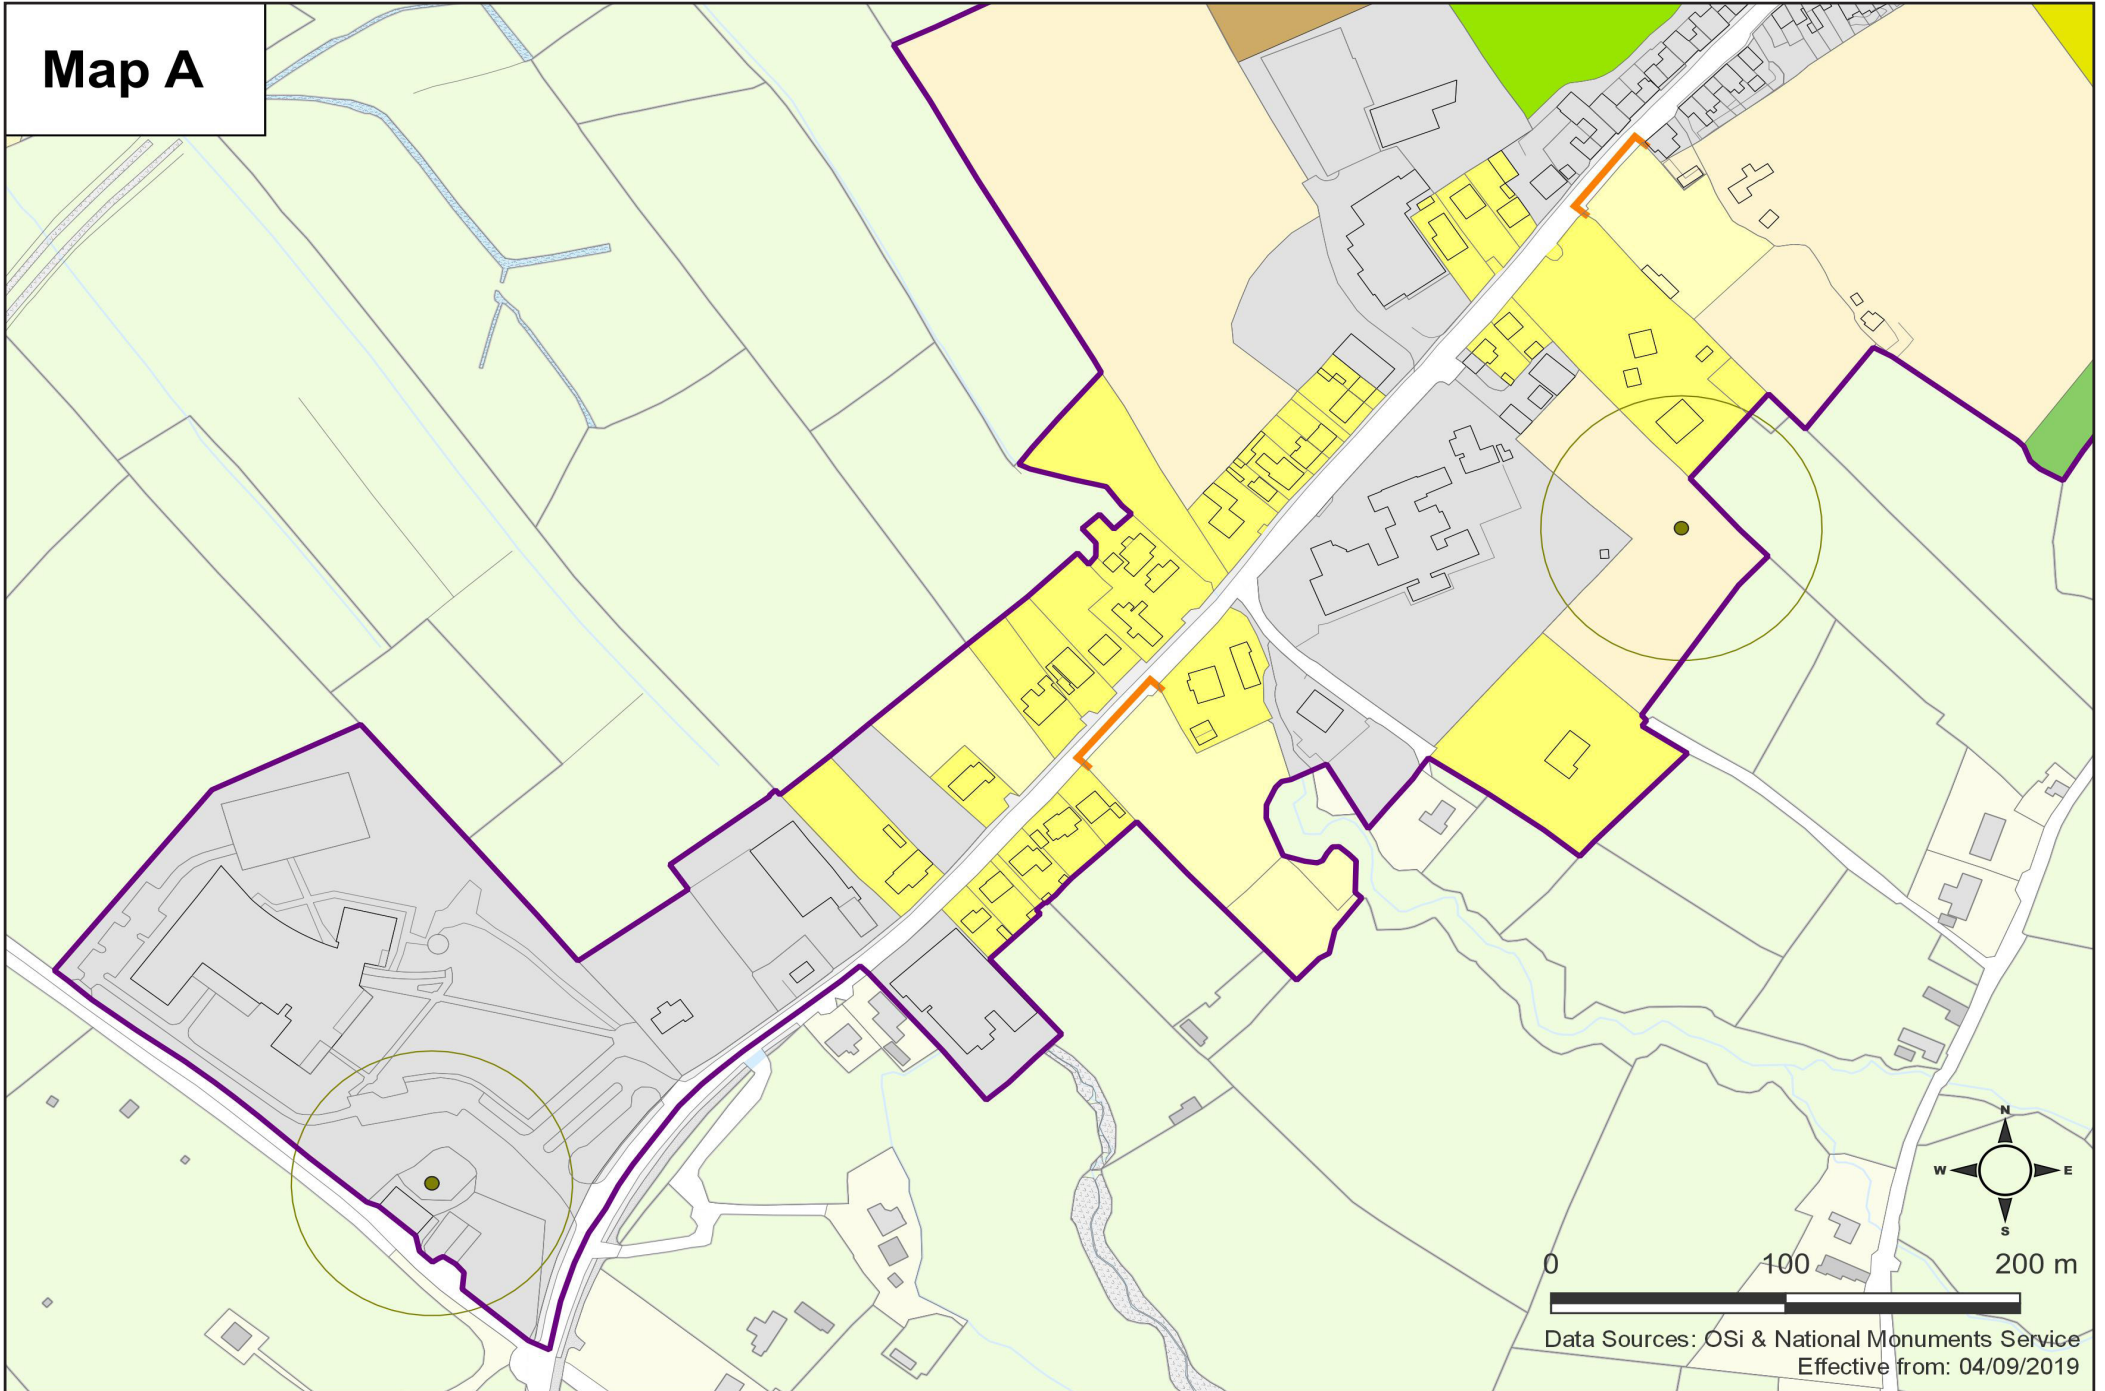 Map A
N
W E
S
0 100 200 m
Data Sources: OSi & National Monuments Service
Effective from: 04/09/2019